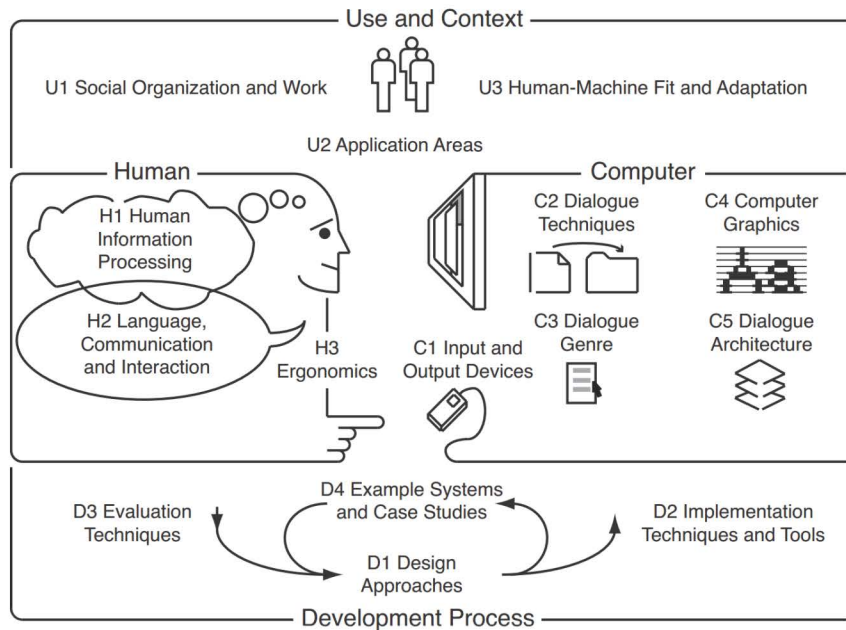 Use and Context
U1 Social Organization and Work
U3 Human-Machine Fit and Adaptation
U2 Application Areas
Human
H1 Human
Information
Processing
H2 Language,
Communication
and Interaction
H3
Ergonomics
Computer
C1 Input and
Output Devices
C2 Dialogue
Techniques
C4 Computer
Graphics
C3 Dialogue
Genre
C5 Dialogue
Architecture
D3 Evaluation
Techniques
D4 Example Systems
and Case Studies
D2 Implementation
Techniques and Tools
D1 Design
Approaches
Development Process